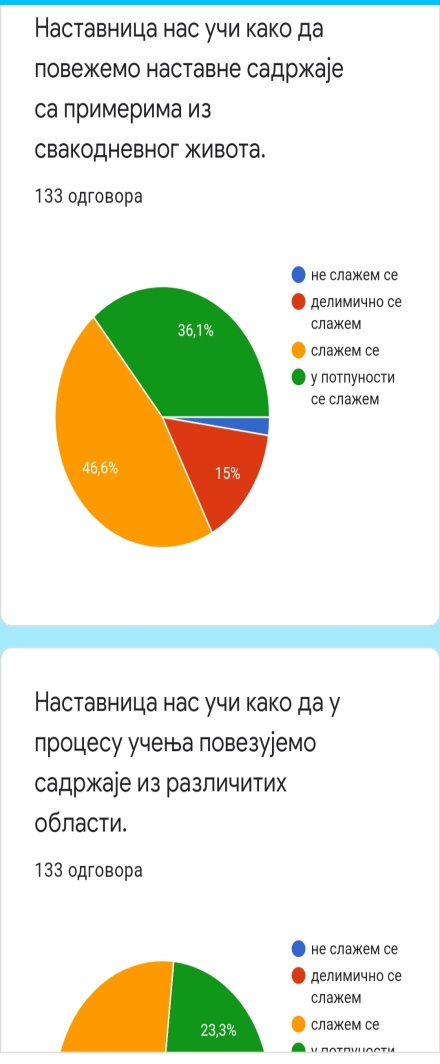 Наставница нас учи како да
повежемо наставне садржаје
са примерима из
свакодневног живота.
133 одговора
не слажем се
делимично се
слажем
слажем се
у потпуности
се слажем
36,1%
46,6%
15%
Наставница нас учи како да у
процесу учења повезујемо
садржаје из различитих
области.
133 одговора
не слажем се
делимично се
слажем
слажем се
у потпуности
23,3%